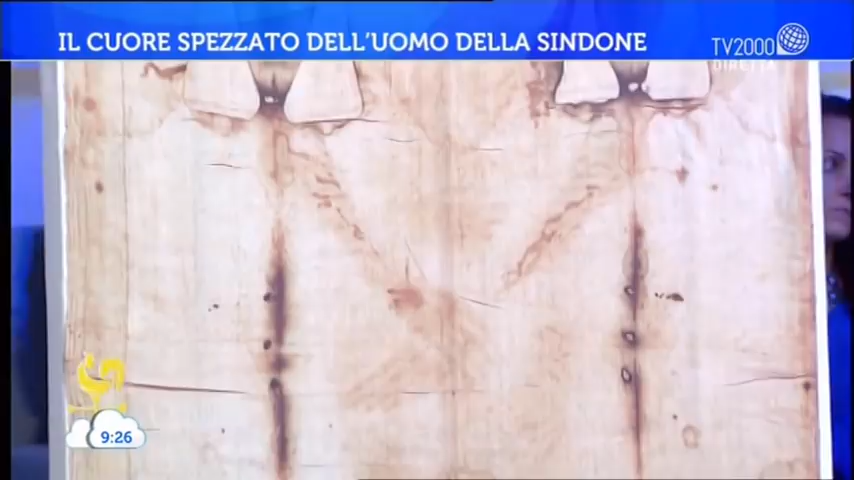 IL CUORE SPEZZATO DELL'UOMO DELLA SINDONE
TV2000
DIRETTA
9:26